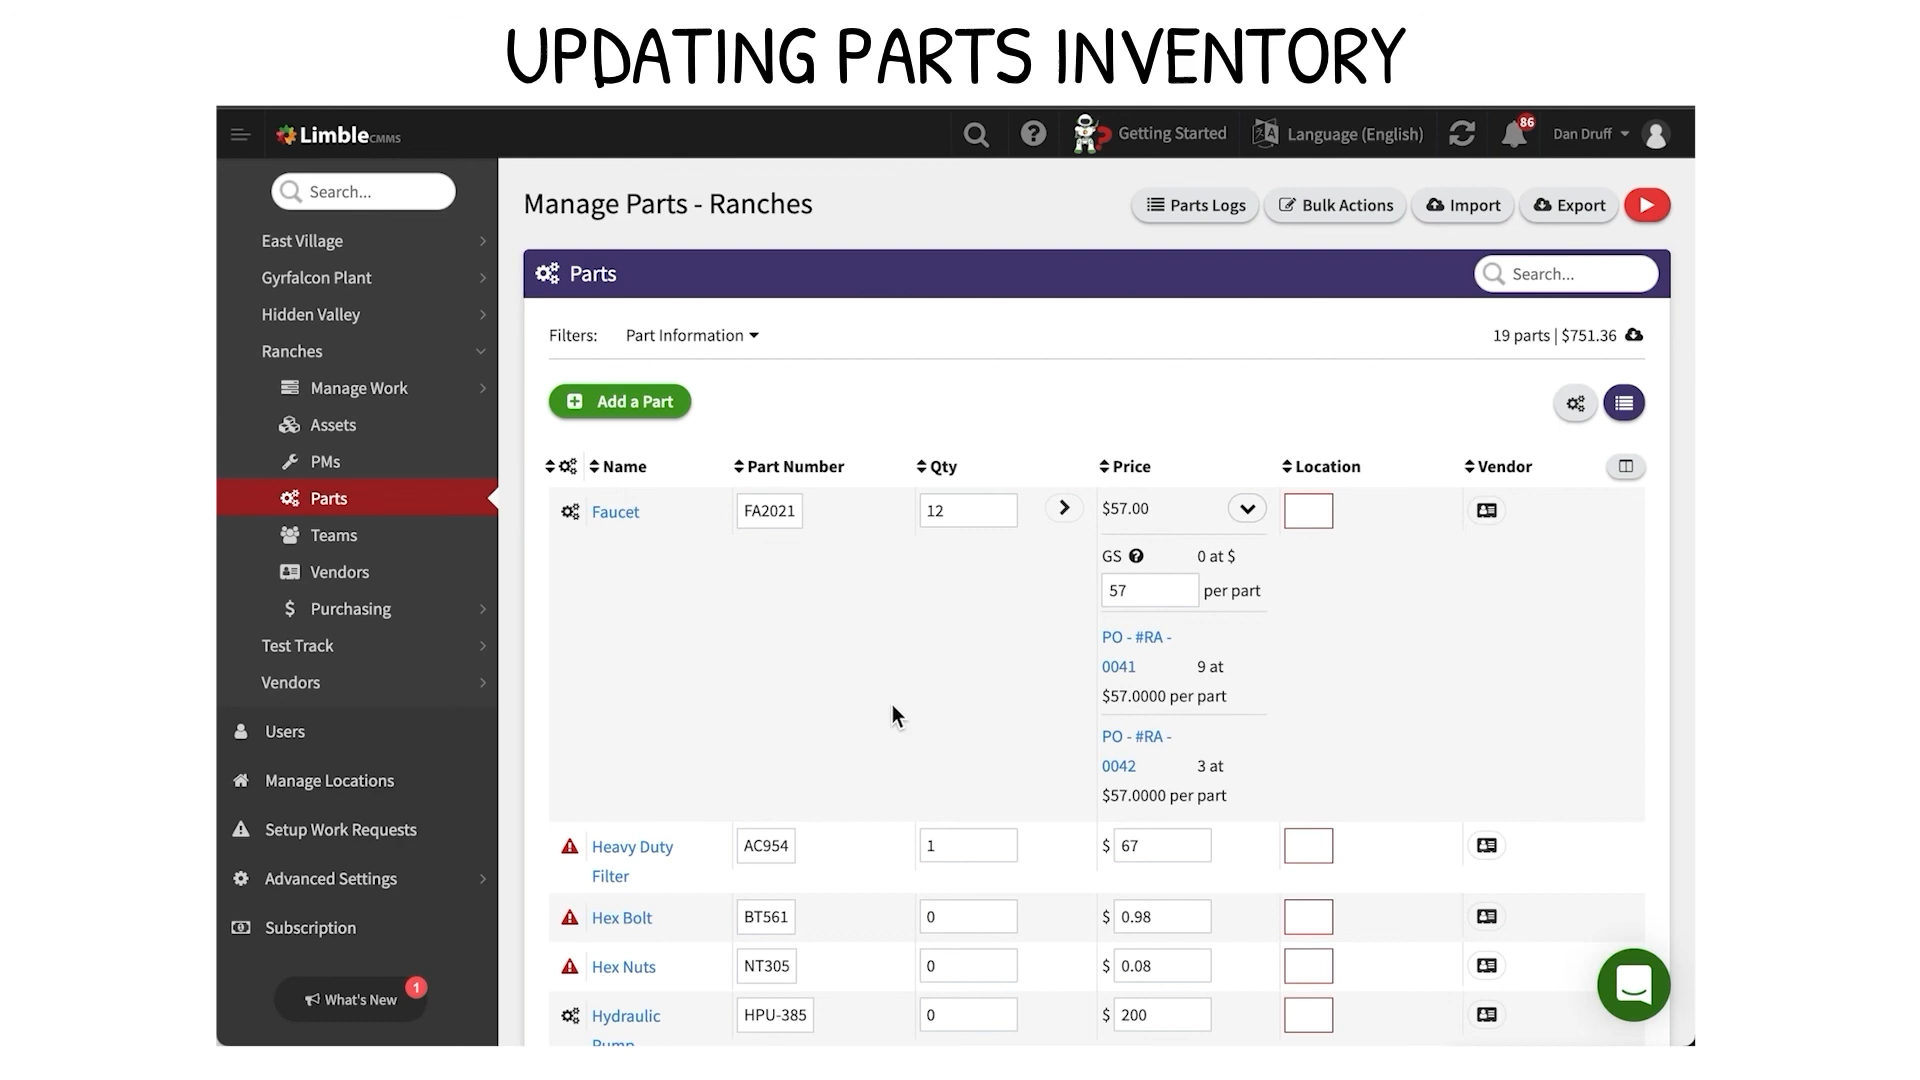 UPDATING PARTS INVENTORY
LimbleCMMS
Getting Started
Language (English)
86
Dan Druff
Search...
East Village
Gyrfalcon Plant
Hidden Valley
Ranches
Manage Work
Assets
PMs
Parts
Teams
Vendors
Purchasing
Test Track
Vendors
Users
Manage Locations
Setup Work Requests
Advanced Settings
Subscription
What's New
1
Manage Parts - Ranches
Parts Logs
Bulk Actions
Import
Export
Parts
Search...
Filters: Part Information
19 parts | $751.36
Add a Part
Name Part Number Qty Price Location Vendor
Faucet FA2021 12 $57.00
GS 0 at $
57 per part
PO - #RA -
0041 9 at
$57.0000 per part
PO - #RA -
0042 3 at
$57.0000 per part
Heavy Duty AC954 1 $ 67
Filter
Hex Bolt BT561 0 $ 0.98
Hex Nuts NT305 0 $ 0.08
Hydraulic HPU-385 0 $ 200
Pump